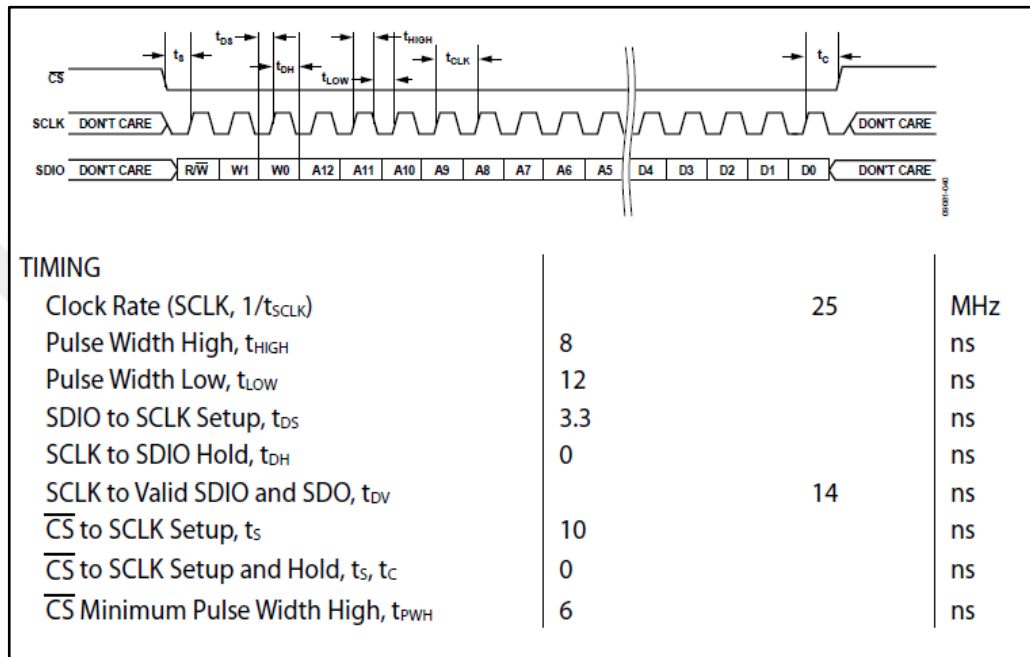 tS tDS tDH tLOW tHIGH tCLK tC
CS
SCLK DON'T CARE DON'T CARE
SDIO DON'T CARE R/W W1 W0 A12 A11 A10 A9 A8 A7 A6 A5 D4 D3 D2 D1 D0 DON'T CARE
09081-040
TIMING
Clock Rate (SCLK, 1/tSCLK) 25 MHz
Pulse Width High, tHIGH 8 ns
Pulse Width Low, tLOW 12 ns
SDIO to SCLK Setup, tDS 3.3 ns
SCLK to SDIO Hold, tDH 0 ns
SCLK to Valid SDIO and SDO, tDV 14 ns
CS to SCLK Setup, tS 10 ns
CS to SCLK Setup and Hold, tS, tC 0 ns
CS Minimum Pulse Width High, tPWH 6 ns